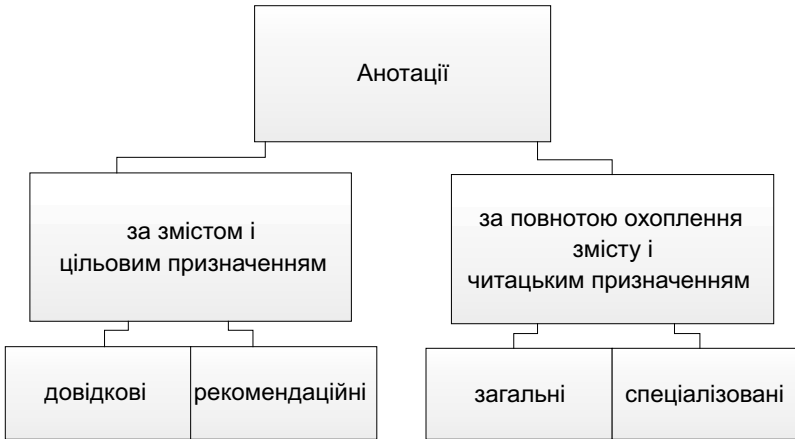 Анотації
за змістом і
цільовим призначенням
за повнотою охоплення
змісту і
читацьким призначенням
довідкові
рекомендаційні
загальні
спеціалізовані